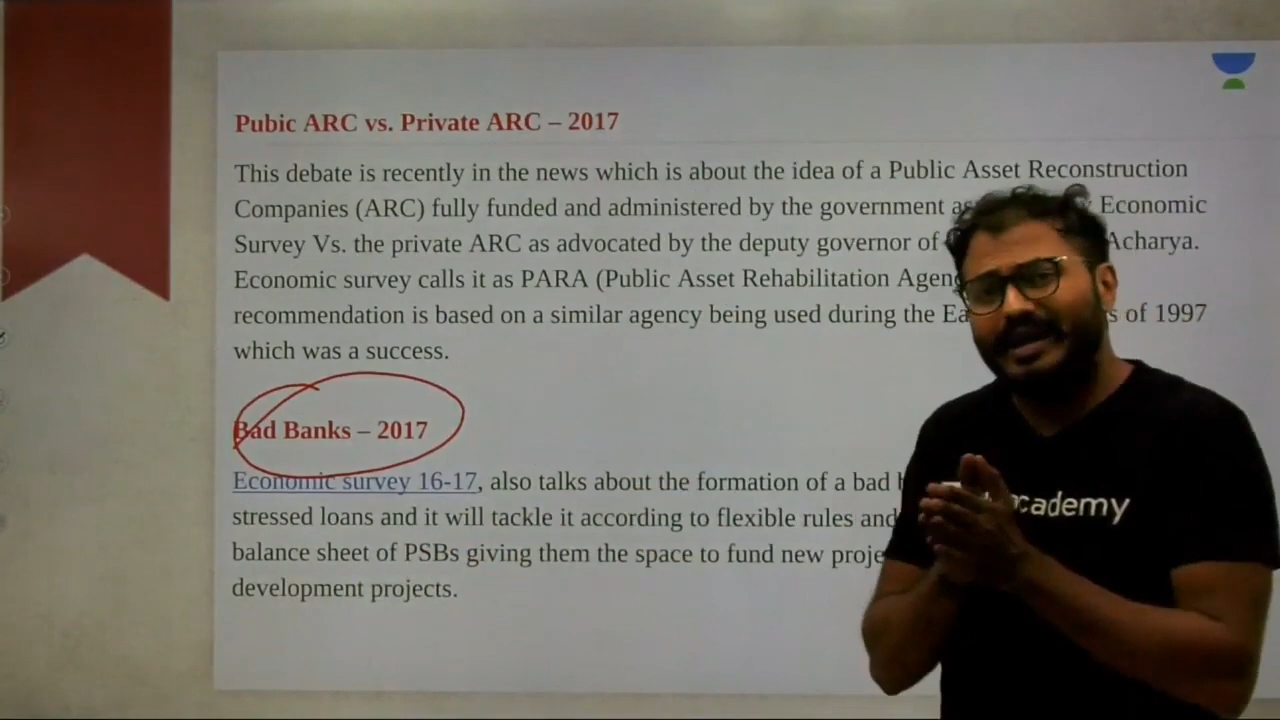 Pubic ARC vs. Private ARC – 2017
This debate is recently in the news which is about the idea of a Public Asset Reconstruction
Companies (ARC) fully funded and administered by the government Economic
Survey Vs. the private ARC as advocated by the deputy governor of Acharya.
Economic survey calls it as PARA (Public Asset Rehabilitation
recommendation is based on a similar agency being used during the of 1997
which was a success.
Bad Banks – 2017
Economic survey 16-17, also talks about the formation of a bad
stressed loans and it will tackle it according to flexible rules and
balance sheet of PSBs giving them the space to fund new
development projects.